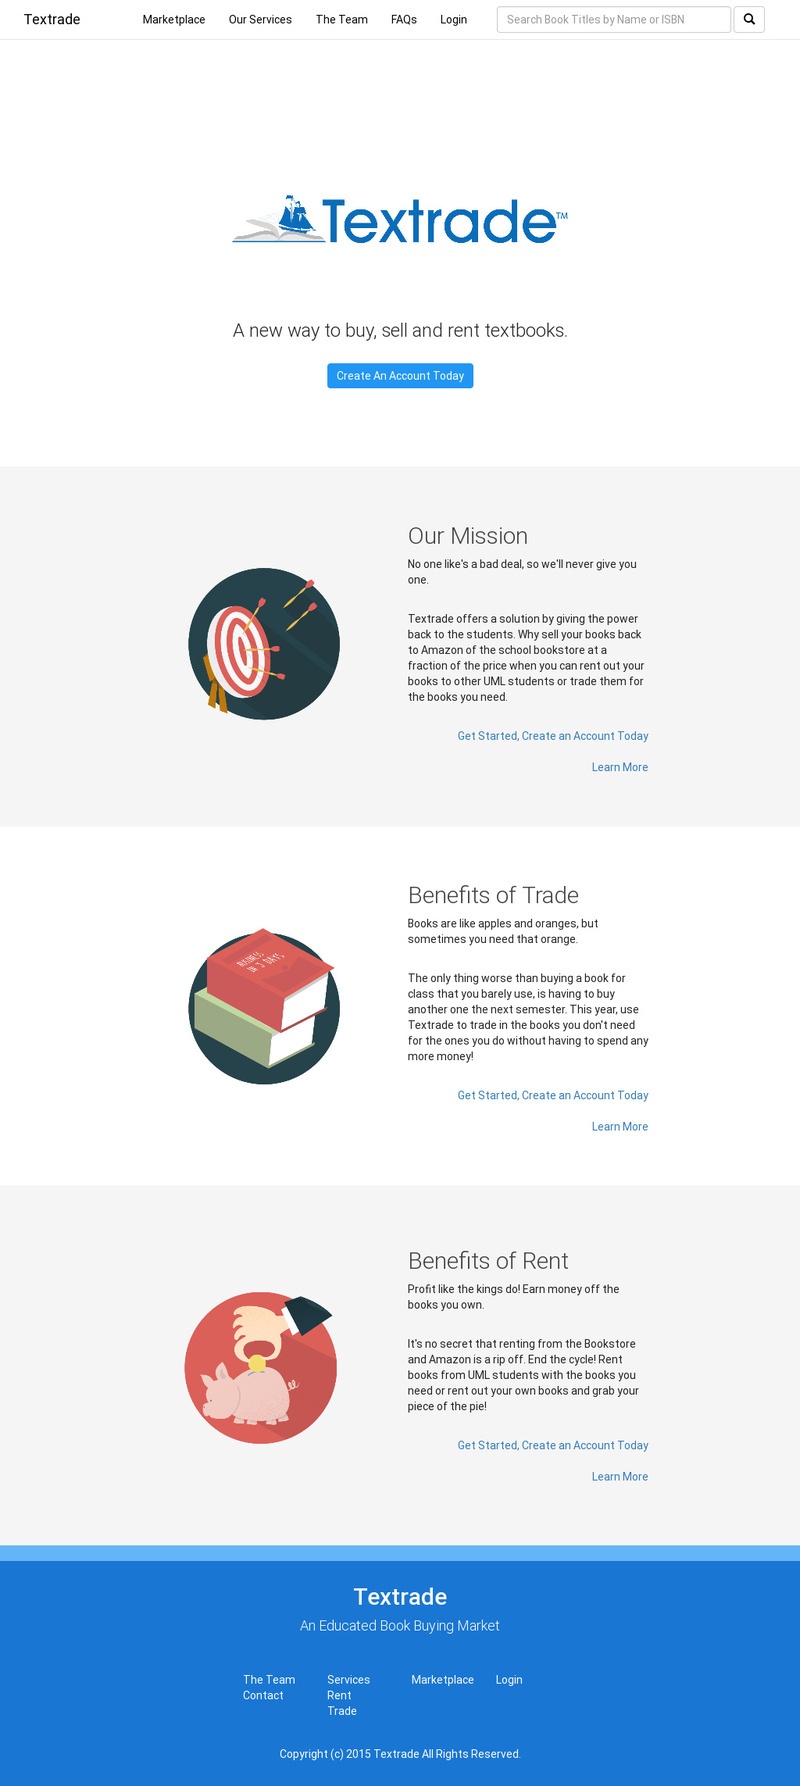 Textrade Marketplace Our Services The Team FAQs Login Search Book Titles by Name or ISBN
Textrade™
A new way to buy, sell and rent textbooks.
Create An Account Today
Our Mission
No one like's a bad deal, so we'll never give you
one.
Textrade offers a solution by giving the power
back to the students. Why sell your books back
to Amazon of the school bookstore at a
fraction of the price when you can rent out your
books to other UML students or trade them for
the books you need.
Get Started, Create an Account Today
Learn More
BUSINESS
IN 3 DAYS
Benefits of Trade
Books are like apples and oranges, but
sometimes you need that orange.
The only thing worse than buying a book for
class that you barely use, is having to buy
another one the next semester. This year, use
Textrade to trade in the books you don't need
for the ones you do without having to spend any
more money!
Get Started, Create an Account Today
Learn More
Benefits of Rent
Profit like the kings do! Earn money off the
books you own.
It's no secret that renting from the Bookstore
and Amazon is a rip off. End the cycle! Rent
books from UML students with the books you
need or rent out your own books and grab your
piece of the pie!
Get Started, Create an Account Today
Learn More
Textrade
An Educated Book Buying Market
The Team Services Marketplace Login
Contact Rent
Trade
Copyright (c) 2015 Textrade All Rights Reserved.